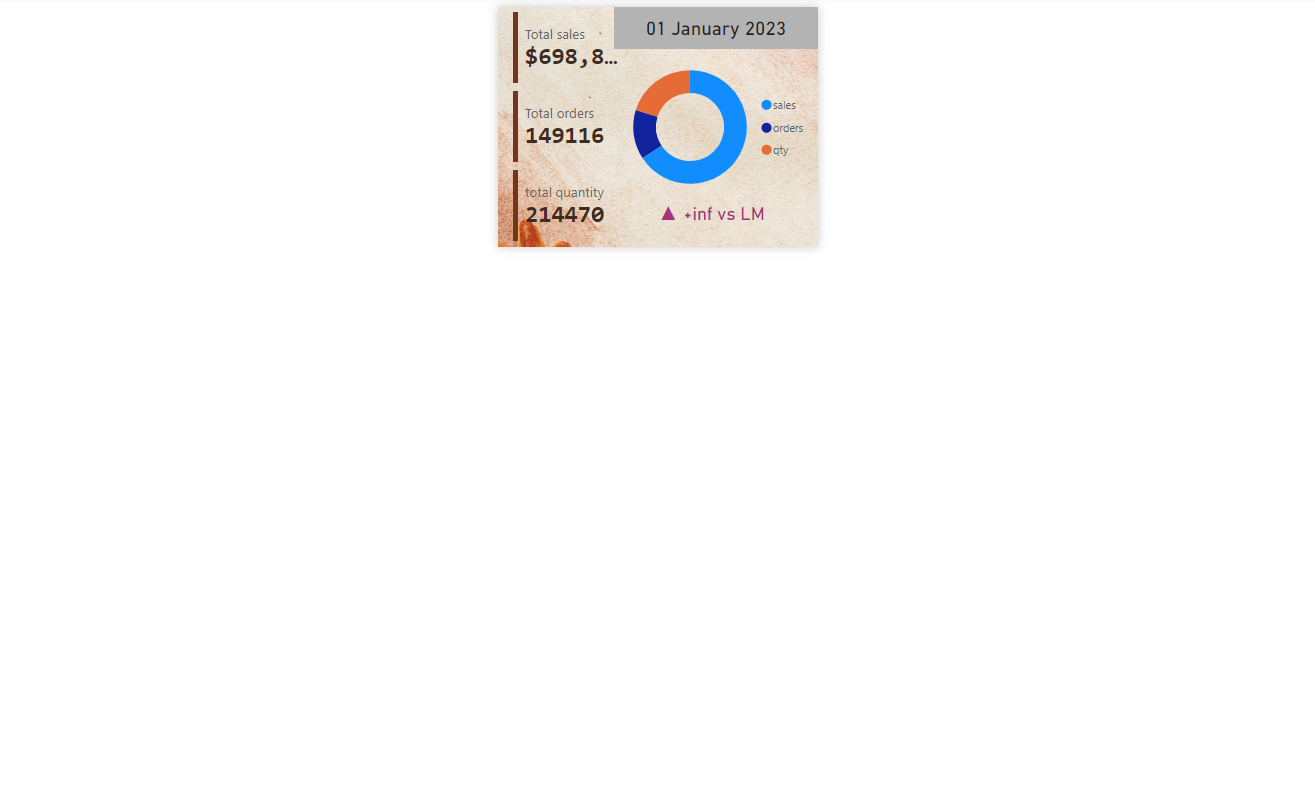 Total sales
$698,8...
Total orders
149116
total quantity
214470
01 January 2023
sales
orders
qty
▲ +inf vs LM